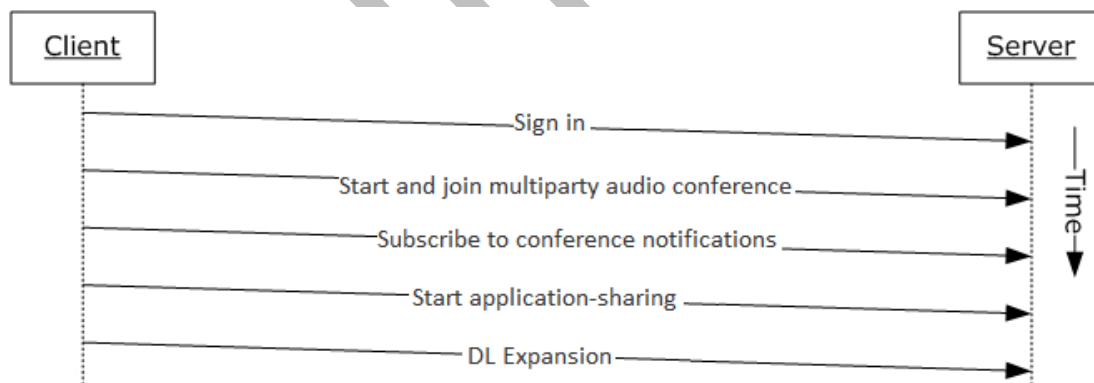 Client
Server
Sign in
Start and join multiparty audio conference
Subscribe to conference notifications
Start application-sharing
DL Expansion
Time